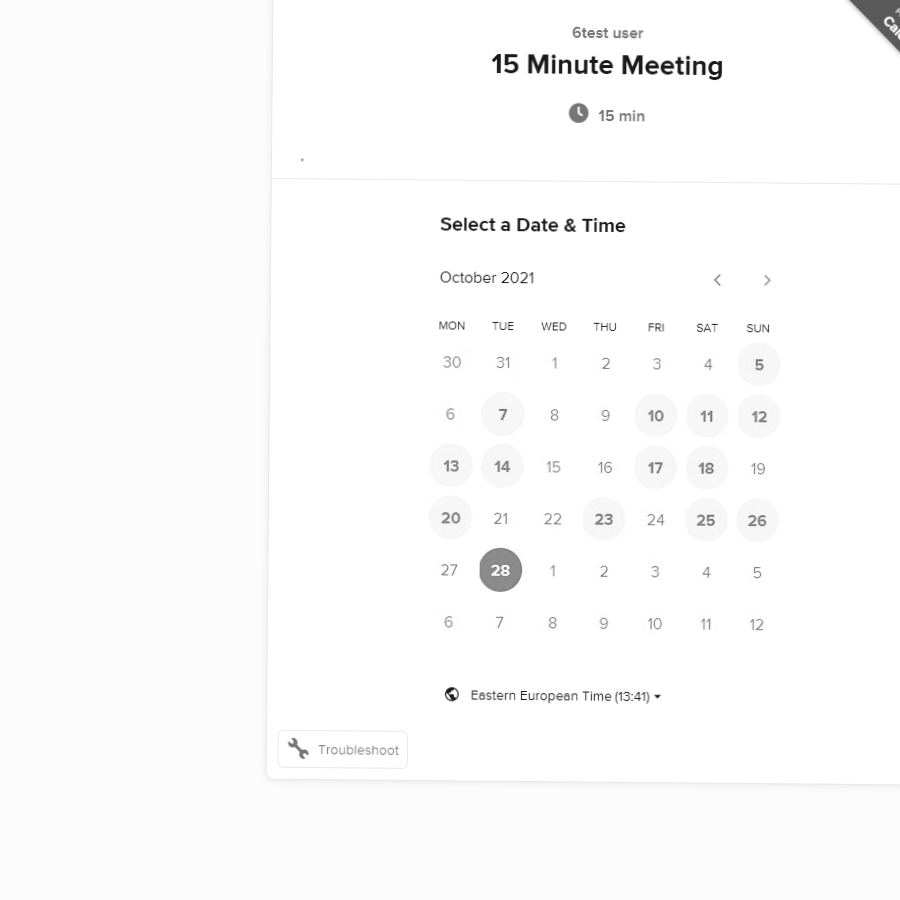 6test user
15 Minute Meeting
15 min
Select a Date & Time
October 2021
MON TUE WED THU FRI SAT SUN
30 31 1 2 3 4 5
6 7 8 9 10 11 12
13 14 15 16 17 18 19
20 21 22 23 24 25 26
27 28 1 2 3 4 5
6 7 8 9 10 11 12
Eastern European Time (13:41)
Troubleshoot